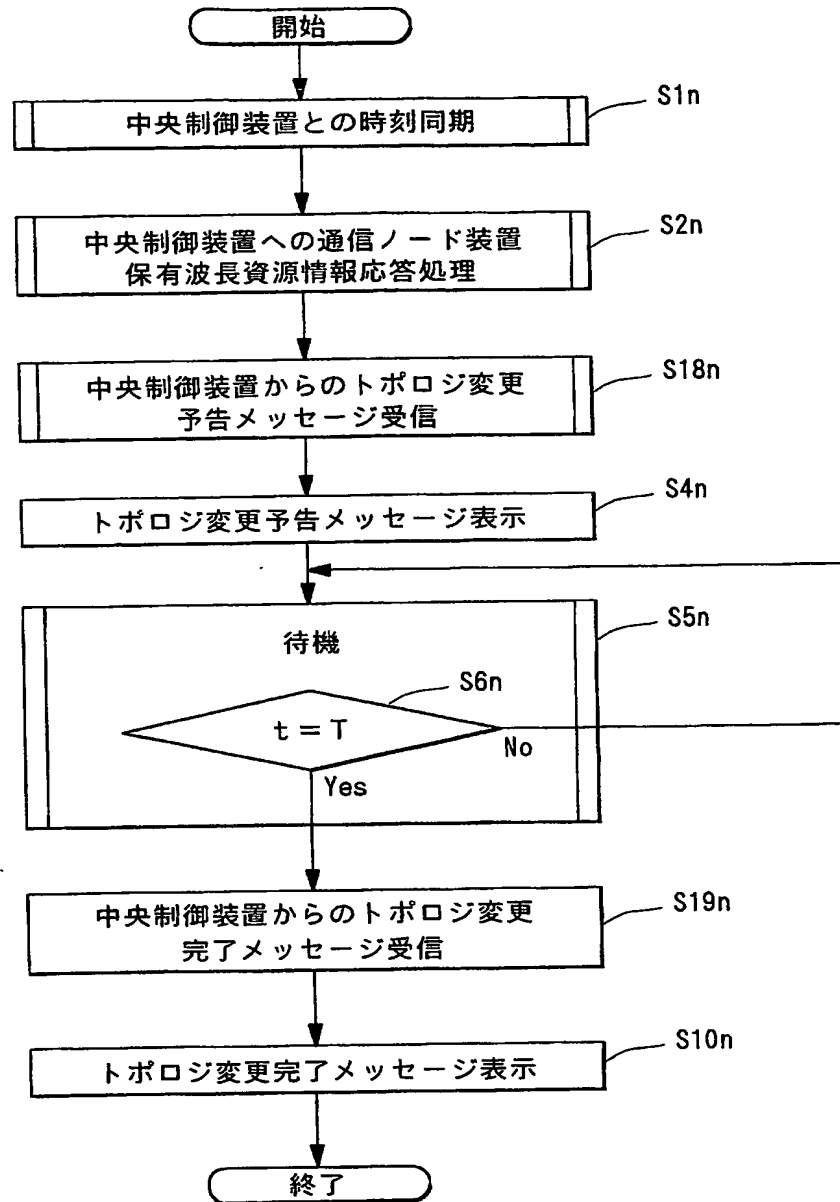 開始
中央制御装置との時刻同期
S1n
中央制御装置への通信ノード装置
保有波長資源情報応答処理
S2n
中央制御装置からのトポロジ変更
予告メッセージ受信
S18n
トポロジ変更予告メッセージ表示
S4n
待機
S5n
S6n
t=T
No
Yes
中央制御装置からのトポロジ変更
完了メッセージ受信
S19n
トポロジ変更完了メッセージ表示
S10n
終了